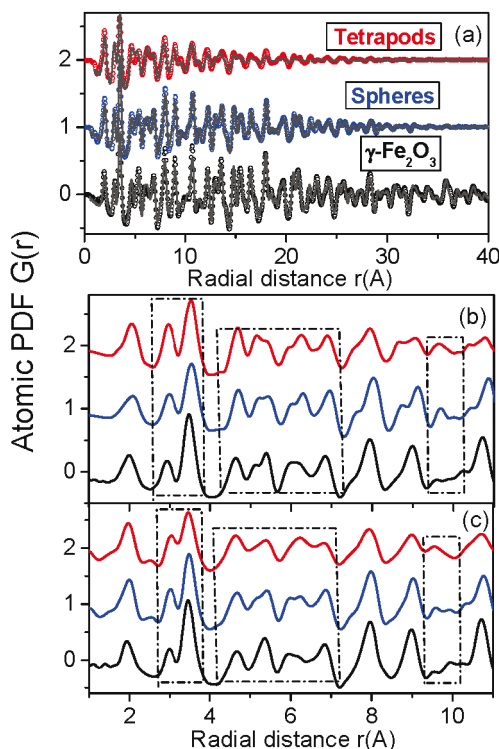 (a)
Tetrapods
Spheres
γ-Fe2O3
2
1
0
0 10 20 30 40
Radial distance r(A)
Atomic PDF G(r)
(b)
2
1
0
(c)
2
1
0
2 4 6 8 10
Radial distance r(A)